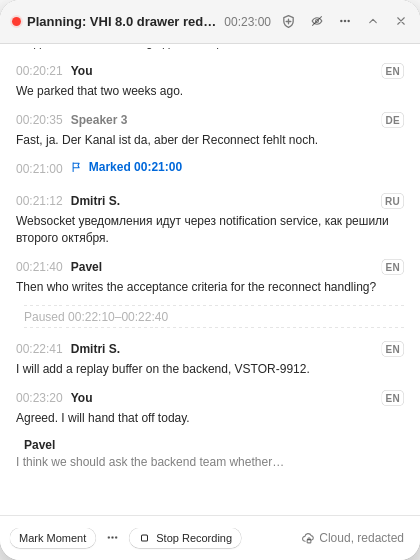 Planning: VHI 8.0 drawer red… 00:23:00
00:20:21 You EN
We parked that two weeks ago.
00:20:35 Speaker 3 DE
Fast, ja. Der Kanal ist da, aber der Reconnect fehlt noch.
00:21:00 Marked 00:21:00
00:21:12 Dmitri S. RU
Websocket уведомления идут через notification service, как решили
второго октября.
00:21:40 Pavel EN
Then who writes the acceptance criteria for the reconnect handling?
Paused 00:22:10–00:22:40
00:22:41 Dmitri S. EN
I will add a replay buffer on the backend, VSTOR-9912.
00:23:20 You EN
Agreed. I will hand that off today.
Pavel
I think we should ask the backend team whether…
Mark Moment Stop Recording Cloud, redacted